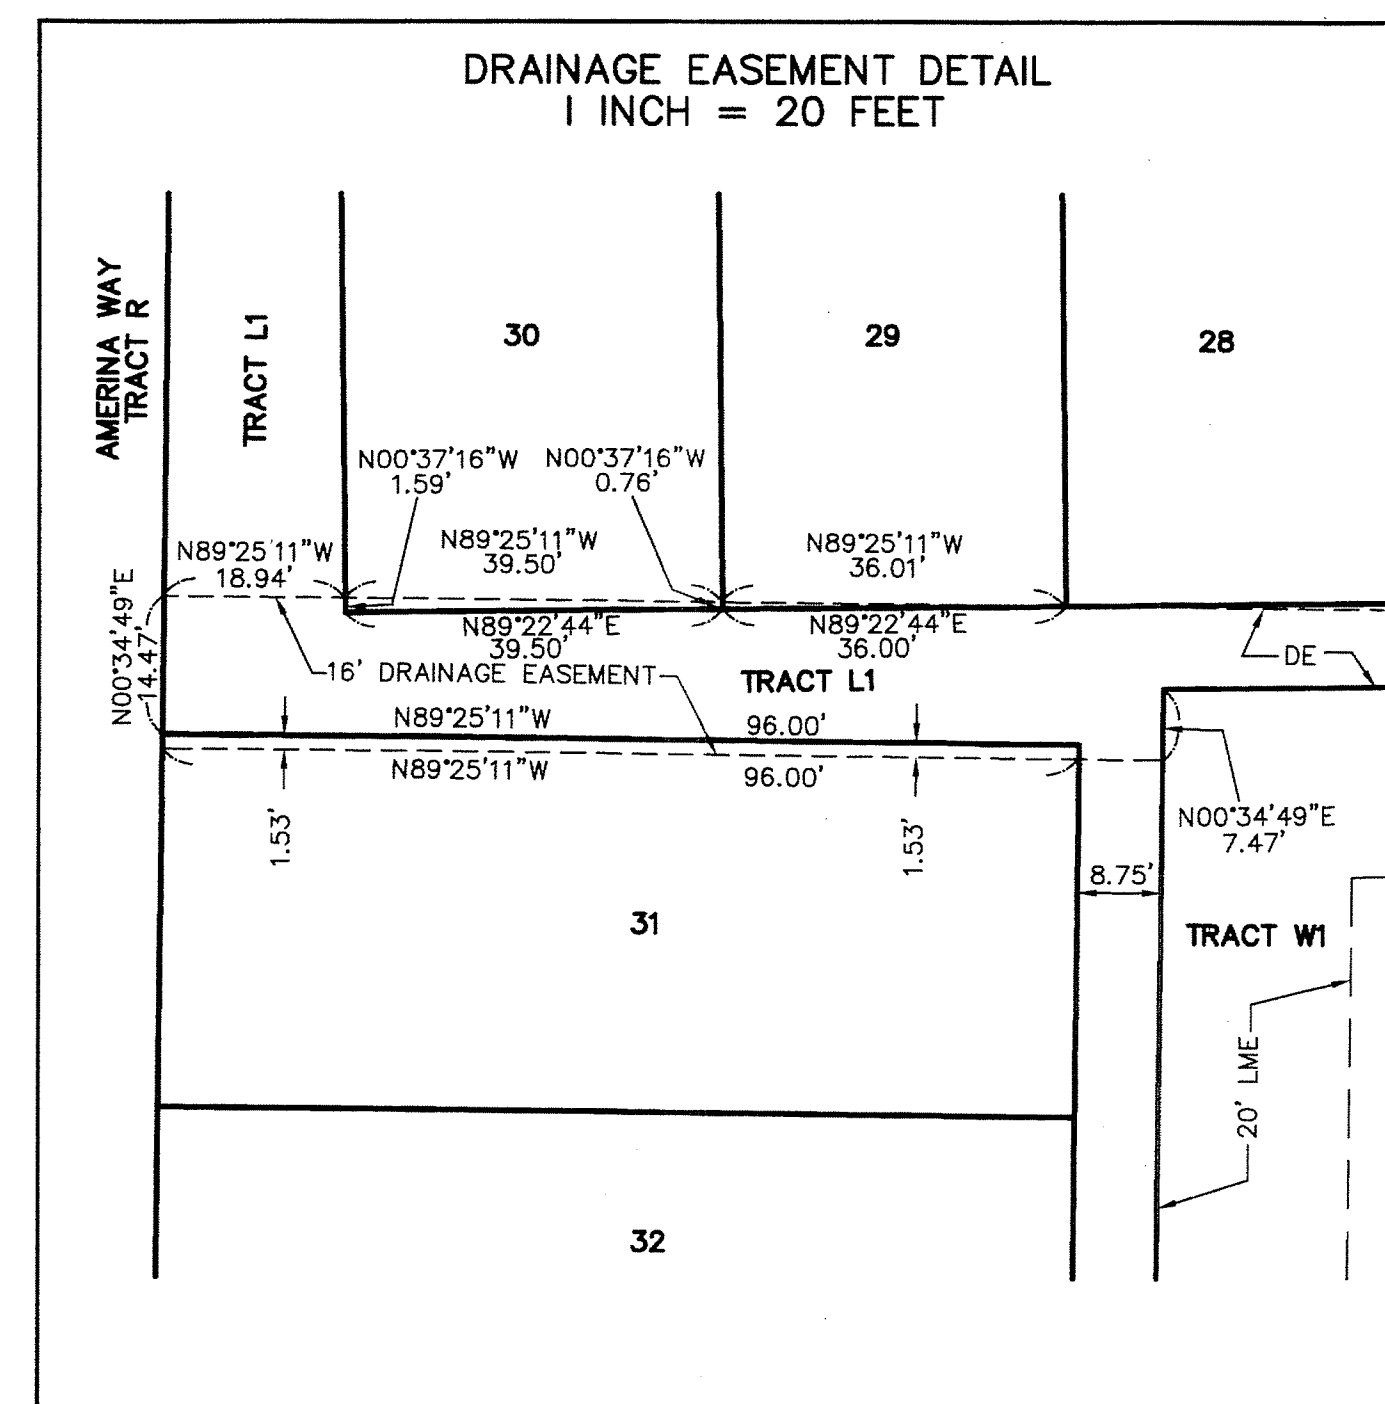 DRAINAGE EASEMENT DETAIL
1 INCH = 20 FEET
AMERINA WAY
TRACT R
TRACT L1
30
29
28
N00°37'16"W
1.59'
N00°37'16"W
0.76'
N89°25'11"W
18.94'
N89°25'11"W
39.50'
N89°25'11"W
36.01'
N00°34'49"E
14.47'
N89°22'44"E
39.50'
N89°22'44"E
36.00'
16' DRAINAGE EASEMENT
TRACT L1
DE
N89°25'11"W
96.00'
N89°25'11"W
96.00'
1.53'
1.53'
N00°34'49"E
7.47'
8.75'
31
TRACT W1
20' LME
32